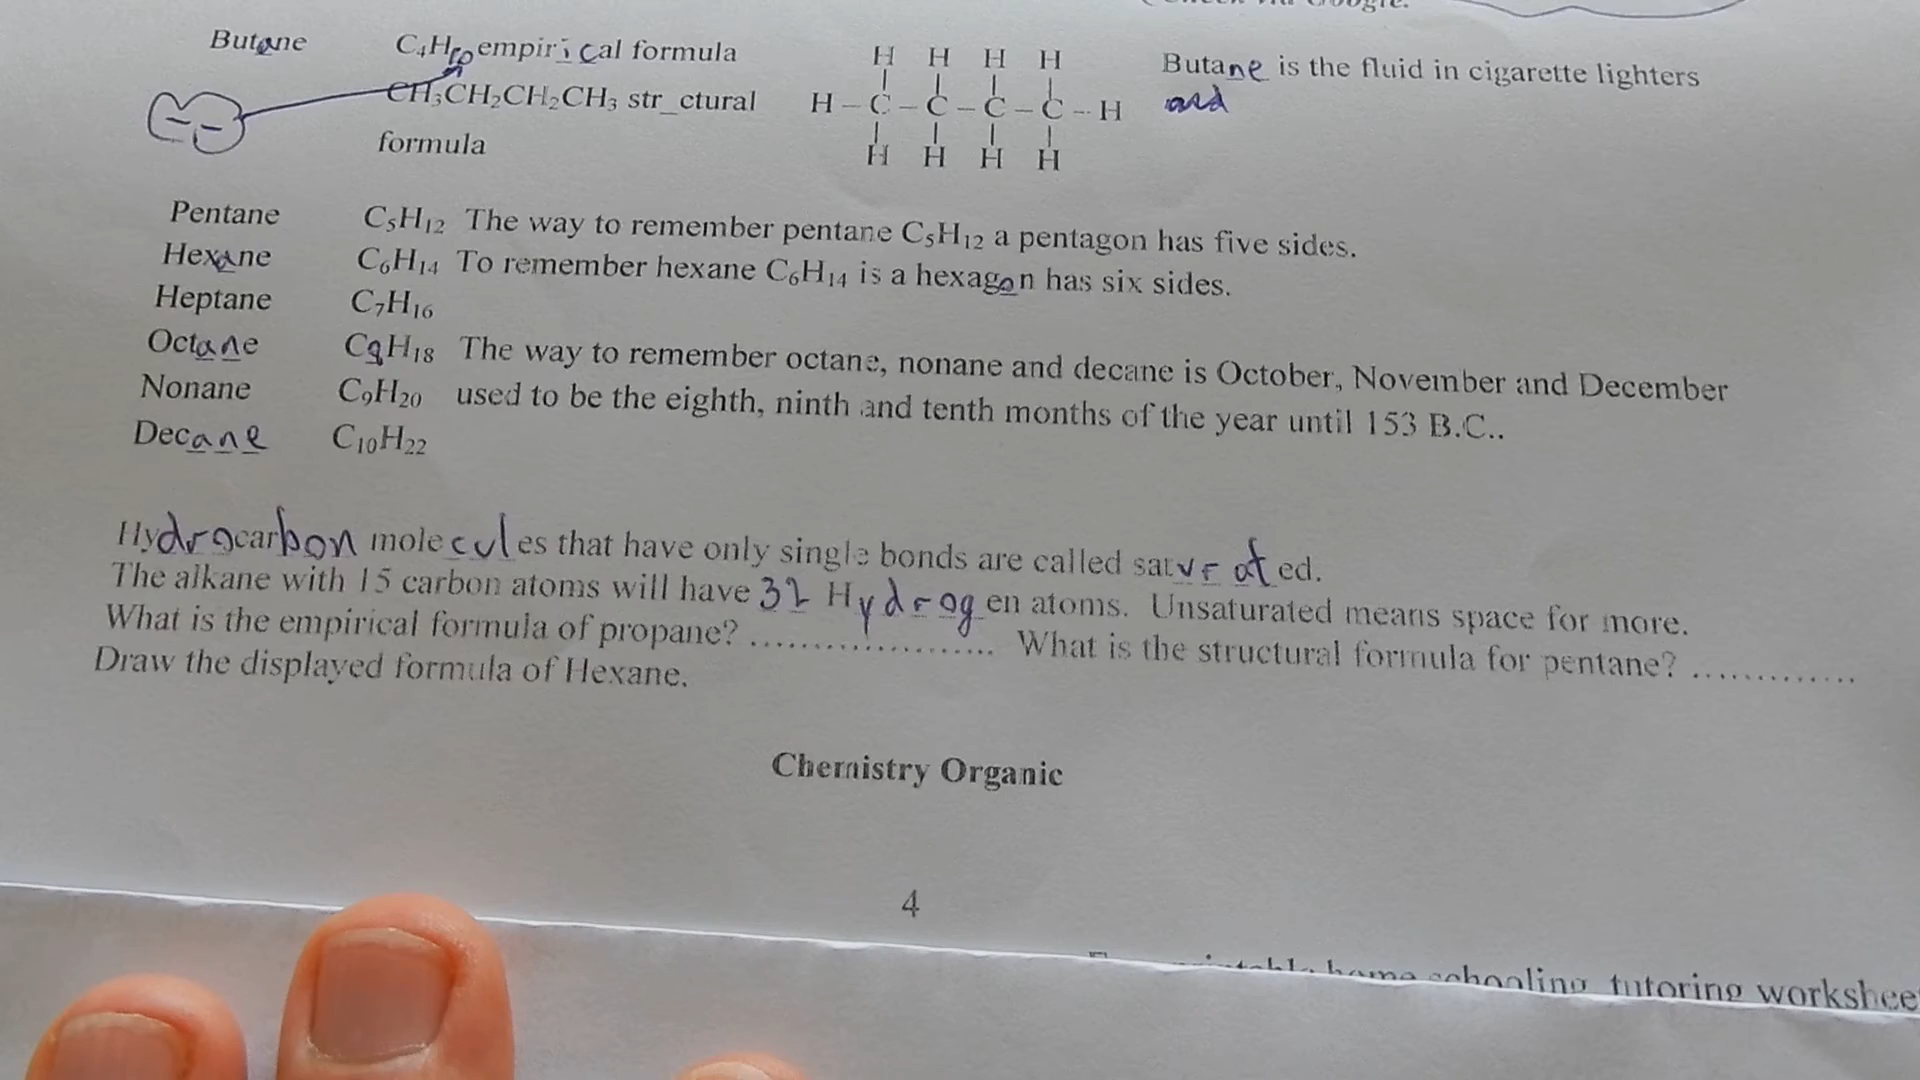 Butane C₄H₁₀ empirical formula
H H H H
Butane is the fluid in cigarette lighters
CH₃CH₂CH₂CH₃ str_ctural
H – C – C – C – C – H
and
formula
H H H H
Pentane C₅H₁₂ The way to remember pentane C₅H₁₂ a pentagon has five sides.
Hexane C₆H₁₄ To remember hexane C₆H₁₄ is a hexagon has six sides.
Heptane C₇H₁₆
Octane C₈H₁₈ The way to remember octane, nonane and decane is October, November and December
Nonane C₉H₂₀ used to be the eighth, ninth and tenth months of the year until 153 B.C..
Decane C₁₀H₂₂
Hydrocarbon molecules that have only single bonds are called saturated.
The alkane with 15 carbon atoms will have 32 Hydrogen atoms. Unsaturated means space for more.
What is the empirical formula of propane? .................... What is the structural formula for pentane? .............
Draw the displayed formula of Hexane.
Chemistry Organic
4
home schooling, tutoring